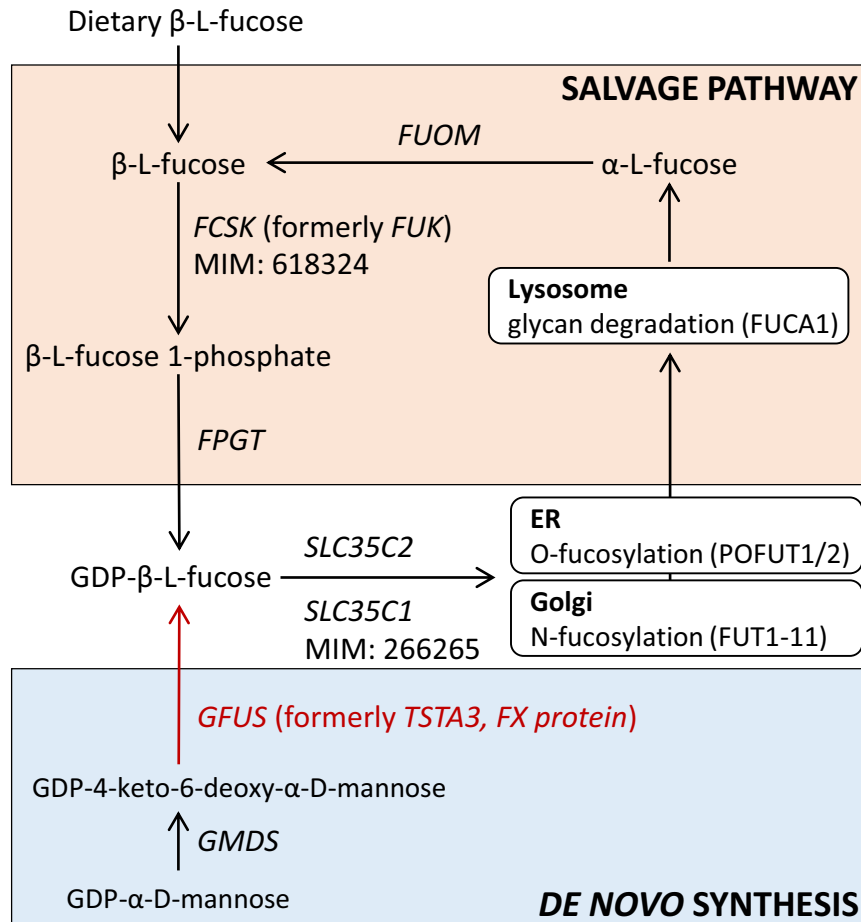 Dietary β-L-fucose
SALVAGE PATHWAY
FUOM
β-L-fucose
α-L-fucose
FCSK (formerly FUK)
MIM: 618324
Lysosome
glycan degradation (FUCA1)
β-L-fucose 1-phosphate
FPGT
ER
O-fucosylation (POFUT1/2)
SLC35C2
GDP-β-L-fucose
SLC35C1
MIM: 266265
Golgi
N-fucosylation (FUT1-11)
GFUS (formerly TSTA3, FX protein)
GDP-4-keto-6-deoxy-α-D-mannose
GMDS
GDP-α-D-mannose
DE NOVO SYNTHESIS